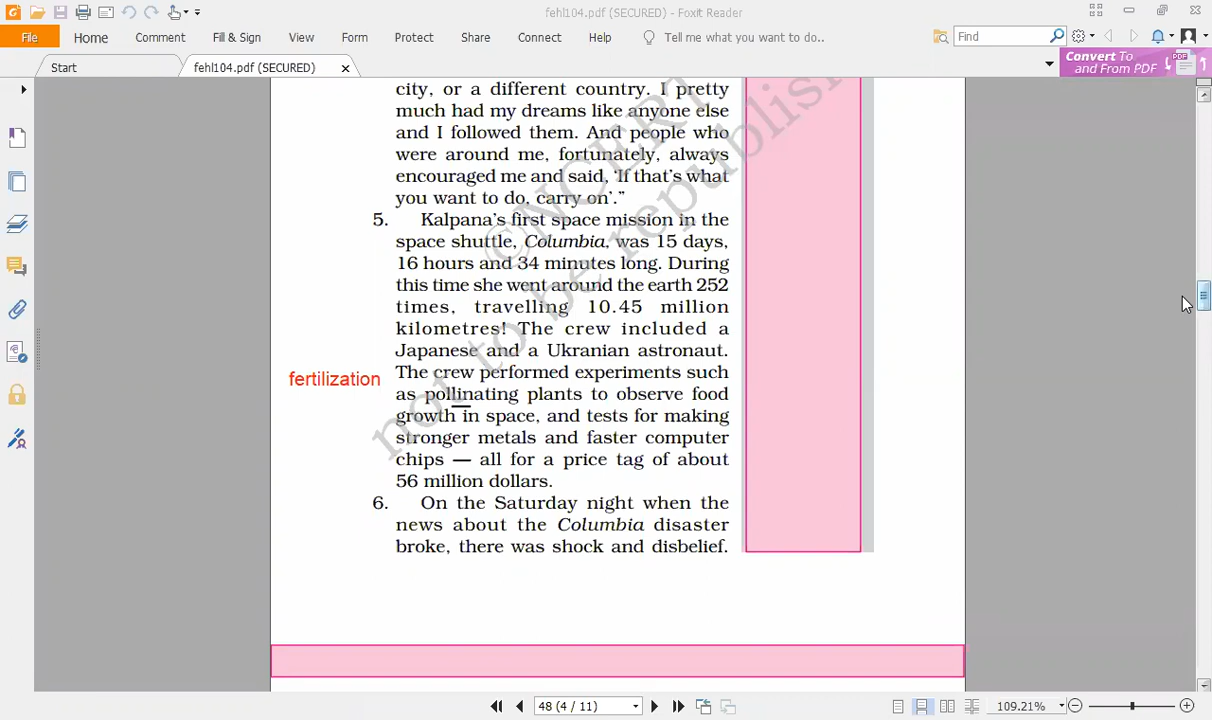 fehl104.pdf (SECURED) - Foxit Reader
File Home Comment Fill & Sign View Form Protect Share Connect Help Tell me what you want to do.. Find
Start fehl104.pdf (SECURED) Convert To and From PDF PDF
city, or a different country. I pretty
much had my dreams like anyone else
and I followed them. And people who
were around me, fortunately, always
encouraged me and said, ‘If that’s what
you want to do, carry on’.”
5. Kalpana’s first space mission in the
space shuttle, Columbia, was 15 days,
16 hours and 34 minutes long. During
this time she went around the earth 252
times, travelling 10.45 million
kilometres! The crew included a
Japanese and a Ukranian astronaut.
The crew performed experiments such
fertilization
as pollinating plants to observe food
growth in space, and tests for making
stronger metals and faster computer
chips — all for a price tag of about
56 million dollars.
6. On the Saturday night when the
news about the Columbia disaster
broke, there was shock and disbelief.
©NCERT
not to be republish
48 (4 / 11) 109.21%